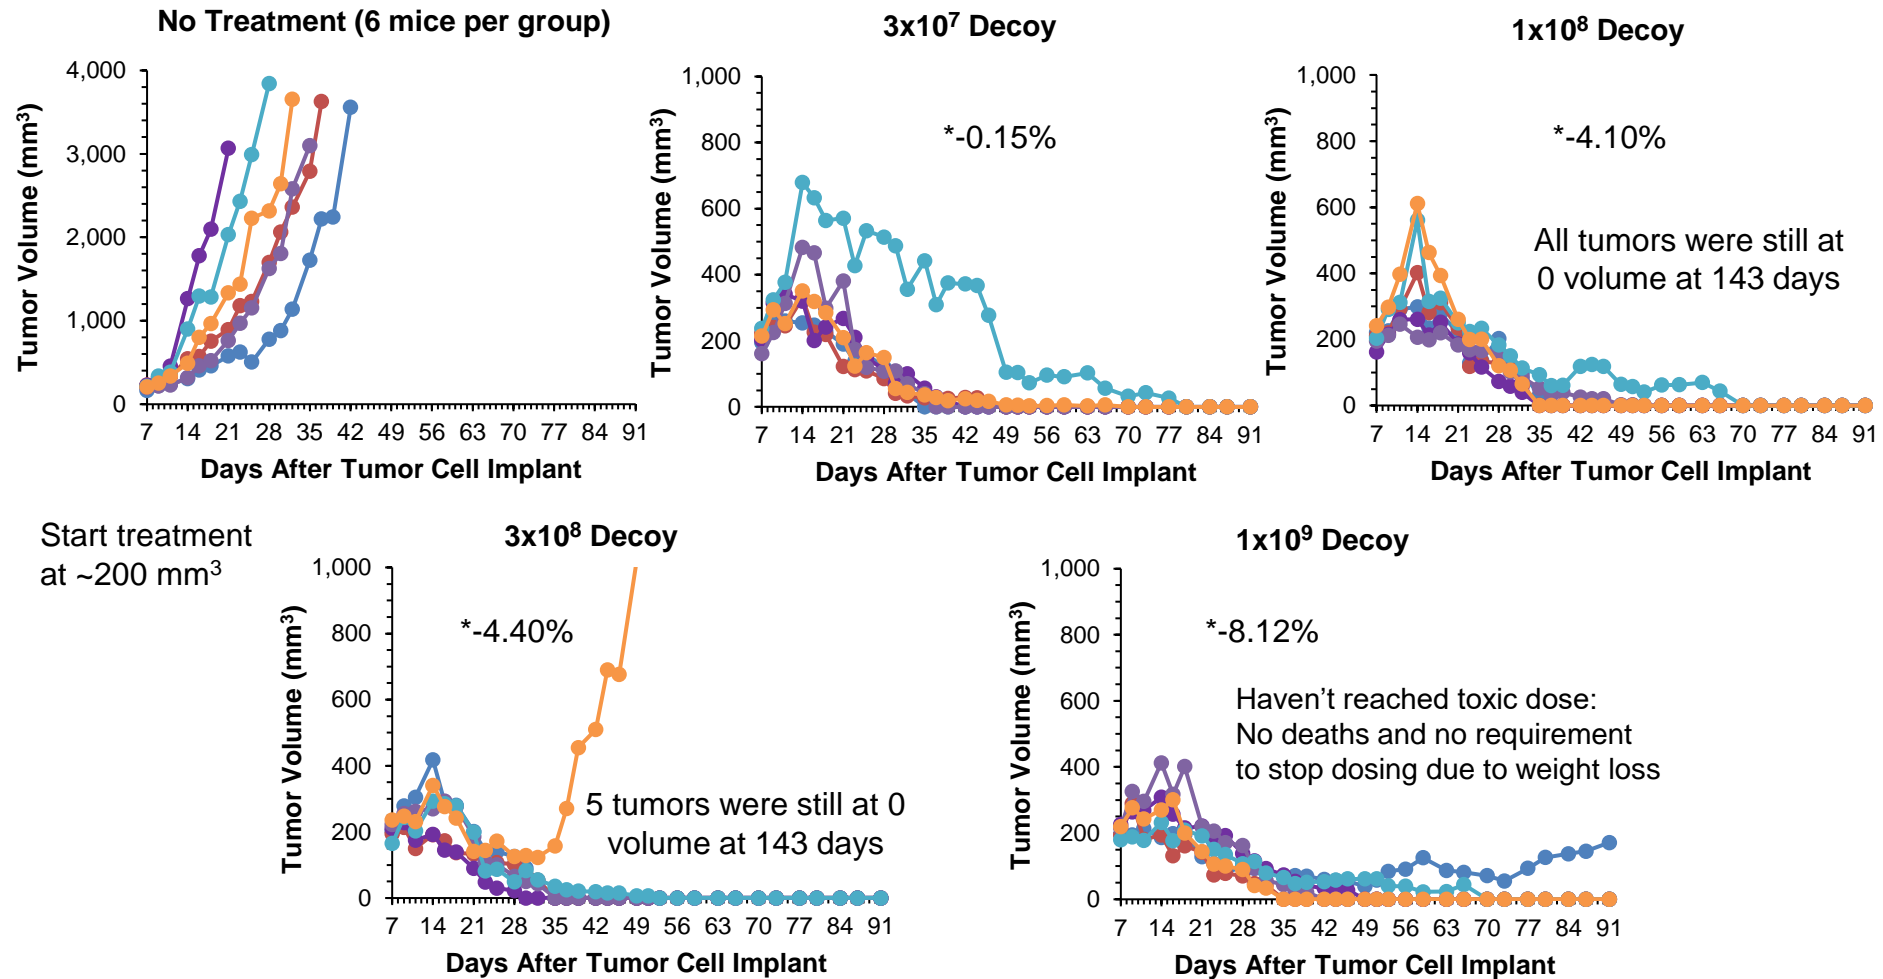 No Treatment (6 mice per group)
4,000
3,000
2,000
1,000
0
Tumor Volume (mm³)
7 14 21 28 35 42 49 56 63 70 77 84 91
Days After Tumor Cell Implant
3x10⁷ Decoy
1,000
800
600
400
200
0
Tumor Volume (mm³)
*-0.15%
7 14 21 28 35 42 49 56 63 70 77 84 91
Days After Tumor Cell Implant
1x10⁸ Decoy
1,000
800
600
400
200
0
Tumor Volume (mm³)
*-4.10%
All tumors were still at
0 volume at 143 days
7 14 21 28 35 42 49 56 63 70 77 84 91
Days After Tumor Cell Implant
Start treatment
at ~200 mm³
3x10⁸ Decoy
1,000
800
600
400
200
0
Tumor Volume (mm³)
*-4.40%
5 tumors were still at 0
volume at 143 days
7 14 21 28 35 42 49 56 63 70 77 84 91
Days After Tumor Cell Implant
1x10⁹ Decoy
1,000
800
600
400
200
0
Tumor Volume (mm³)
*-8.12%
Haven’t reached toxic dose:
No deaths and no requirement
to stop dosing due to weight loss
7 14 21 28 35 42 49 56 63 70 77 84 91
Days After Tumor Cell Implant